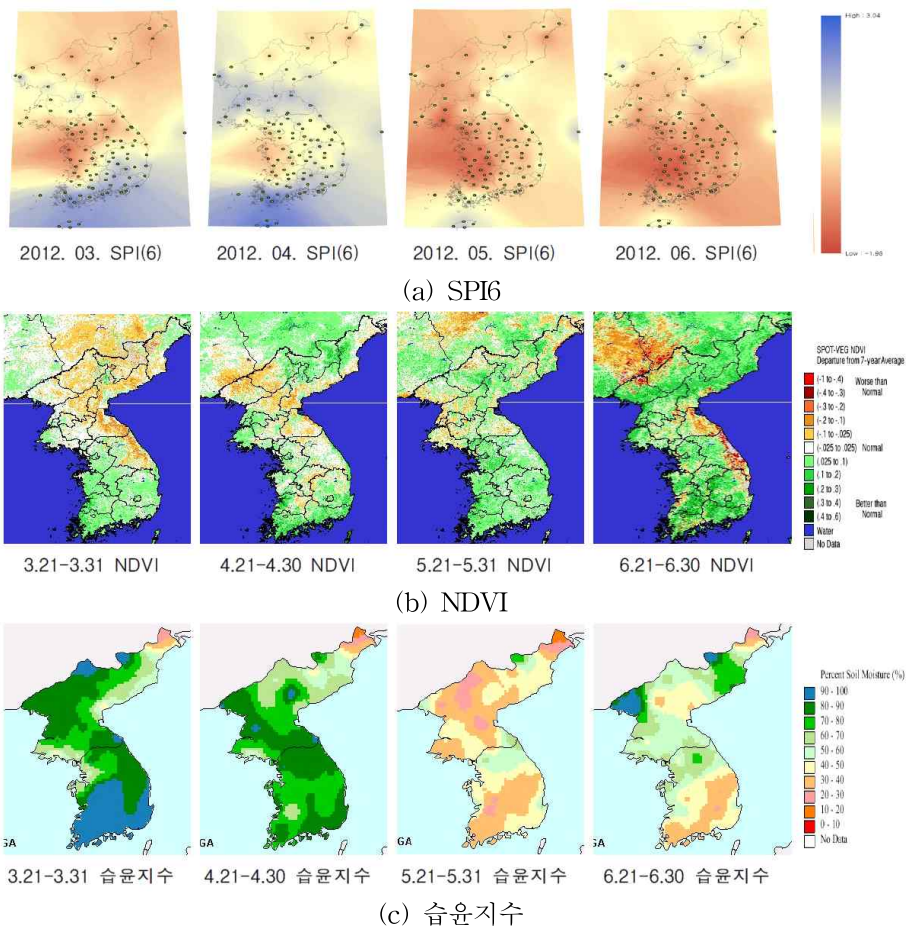 High : 3.04
Low : -1.98
2012. 03. SPI(6)
2012. 04. SPI(6)
2012. 05. SPI(6)
2012. 06. SPI(6)
(a) SPI6
SPOT-VEG NDVI
Departure from 7-year Average
(-1 to -.4) Worse than
(-.4 to -.3) Normal
(-.3 to -.2)
(-.2 to -.1)
(-.1 to -.025)
(-.025 to .025) Normal
(.025 to .1)
(.1 to .2)
(.2 to .3)
(.3 to .4) Better than
(.4 to .6) Normal
Water
No Data
3.21-3.31 NDVI
4.21-4.30 NDVI
5.21-5.31 NDVI
6.21-6.30 NDVI
(b) NDVI
Percent Soil Moisture (%)
90 - 100
80 - 90
70 - 80
60 - 70
50 - 60
40 - 50
30 - 40
20 - 30
10 - 20
0 - 10
No Data
GA
GA
GA
GA
3.21-3.31 습윤지수
4.21-4.30 습윤지수
5.21-5.31 습윤지수
6.21-6.30 습윤지수
(c) 습윤지수